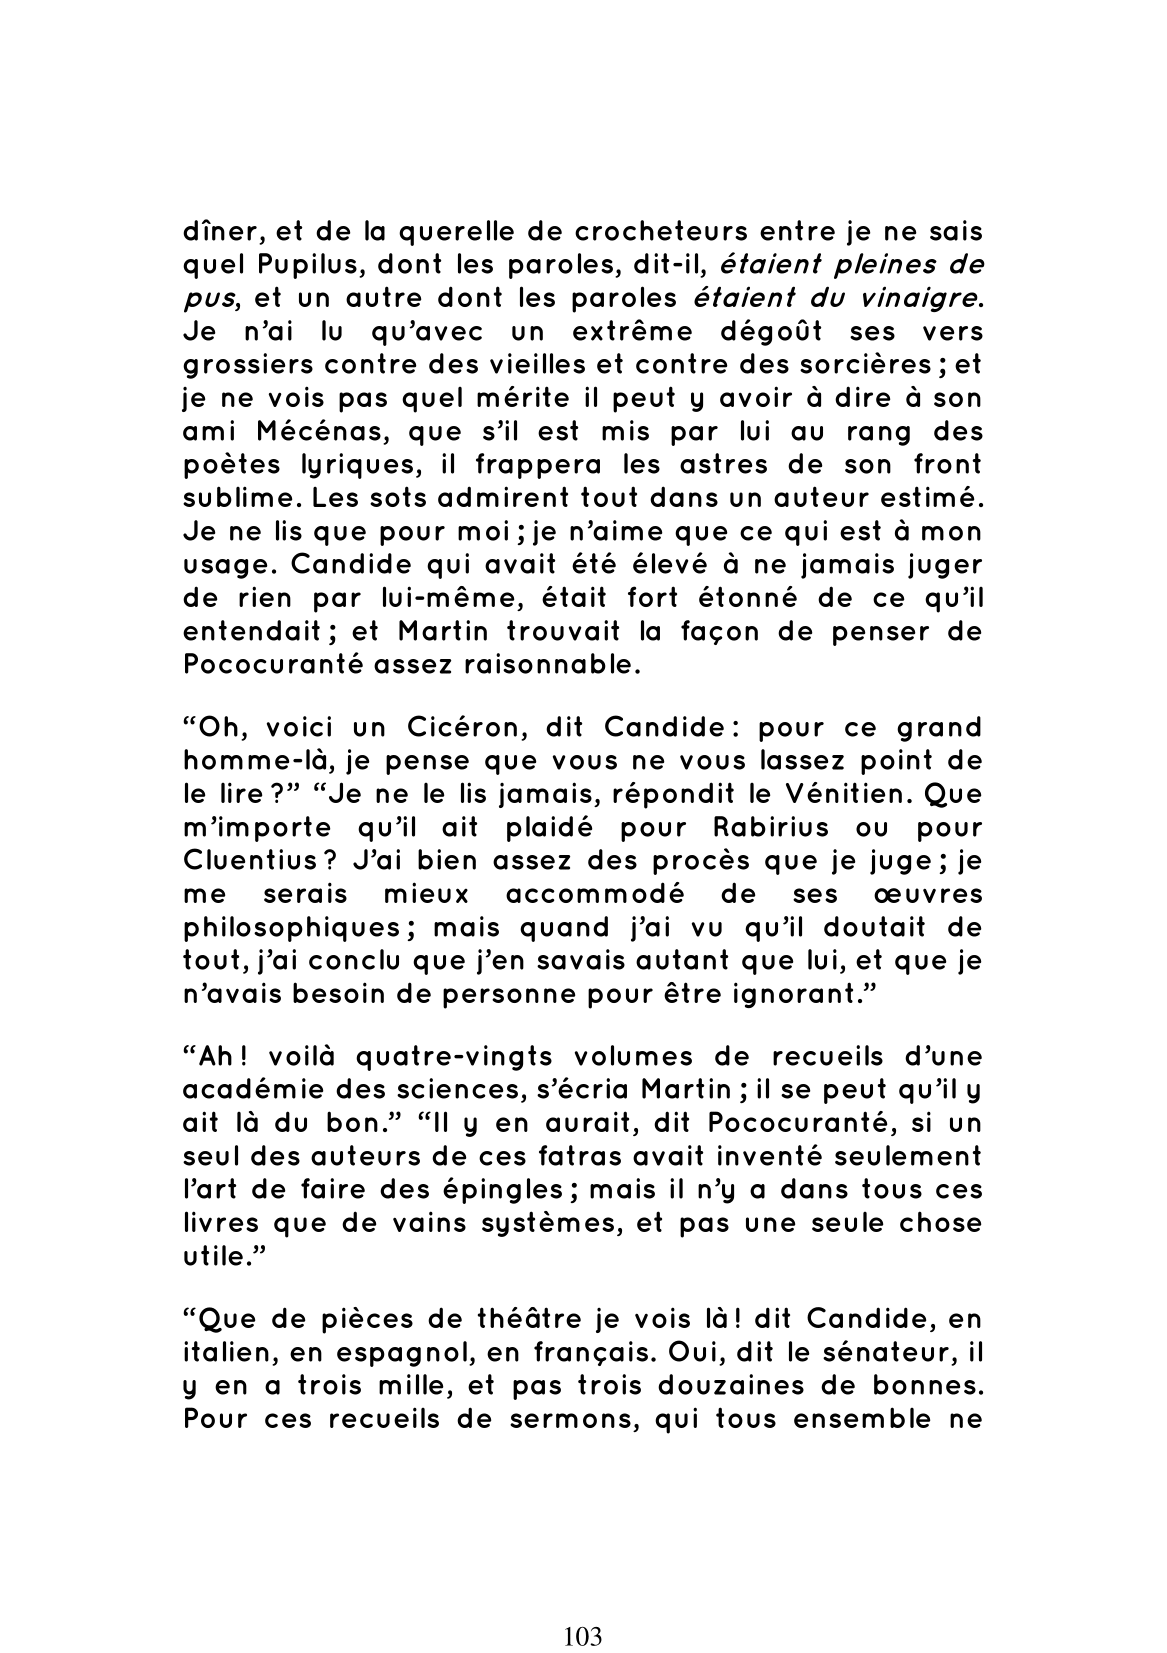 dîner, et de la querelle de crocheteurs entre je ne sais
quel Pupilus, dont les paroles, dit-il, étaient pleines de
pus, et un autre dont les paroles étaient du vinaigre.
Je n’ai lu qu’avec un extrême dégoût ses vers
grossiers contre des vieilles et contre des sorcières ; et
je ne vois pas quel mérite il peut y avoir à dire à son
ami Mécénas, que s’il est mis par lui au rang des
poètes lyriques, il frappera les astres de son front
sublime. Les sots admirent tout dans un auteur estimé.
Je ne lis que pour moi ; je n’aime que ce qui est à mon
usage. Candide qui avait été élevé à ne jamais juger
de rien par lui-même, était fort étonné de ce qu’il
entendait ; et Martin trouvait la façon de penser de
Pococuranté assez raisonnable.
“Oh, voici un Cicéron, dit Candide : pour ce grand
homme-là, je pense que vous ne vous lassez point de
le lire ?” “Je ne le lis jamais, répondit le Vénitien. Que
m’importe qu’il ait plaidé pour Rabirius ou pour
Cluentius ? J’ai bien assez des procès que je juge ; je
me serais mieux accommodé de ses œuvres
philosophiques ; mais quand j’ai vu qu’il doutait de
tout, j’ai conclu que j’en savais autant que lui, et que je
n’avais besoin de personne pour être ignorant.”
“Ah ! voilà quatre-vingts volumes de recueils d’une
académie des sciences, s’écria Martin ; il se peut qu’il y
ait là du bon.” “Il y en aurait, dit Pococuranté, si un
seul des auteurs de ces fatras avait inventé seulement
l’art de faire des épingles ; mais il n’y a dans tous ces
livres que de vains systèmes, et pas une seule chose
utile.”
“Que de pièces de théâtre je vois là ! dit Candide, en
italien, en espagnol, en français. Oui, dit le sénateur, il
y en a trois mille, et pas trois douzaines de bonnes.
Pour ces recueils de sermons, qui tous ensemble ne
103